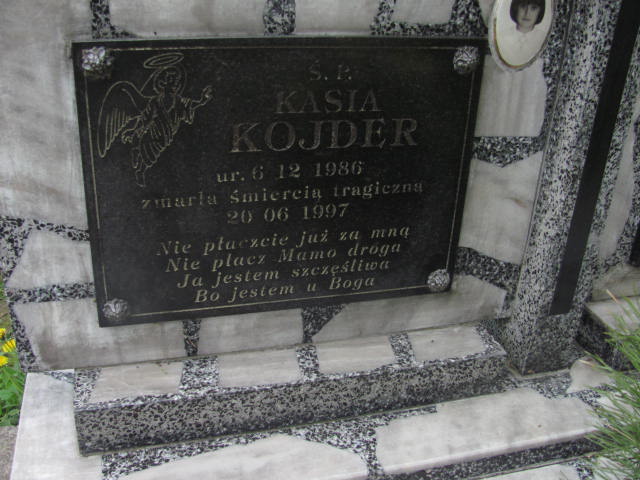 Ś. P.
KASIA
KOJDER
ur. 6 12 1986
zmarła śmiercią tragiczną
20 06 1997
Nie płaczcie już za mną
Nie płacz Mamo droga
Ja jestem szczęśliwa
Bo jestem u Boga